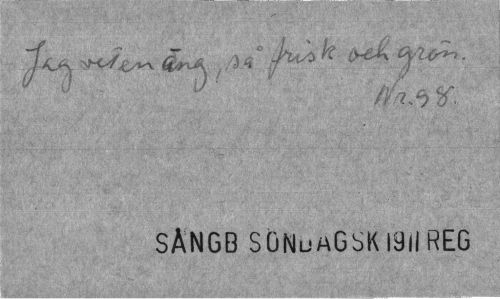 Jag vet en äng, så frisk och grön.
Nr. 98.
SÅNGB SÖNDAGSK 1911 REG